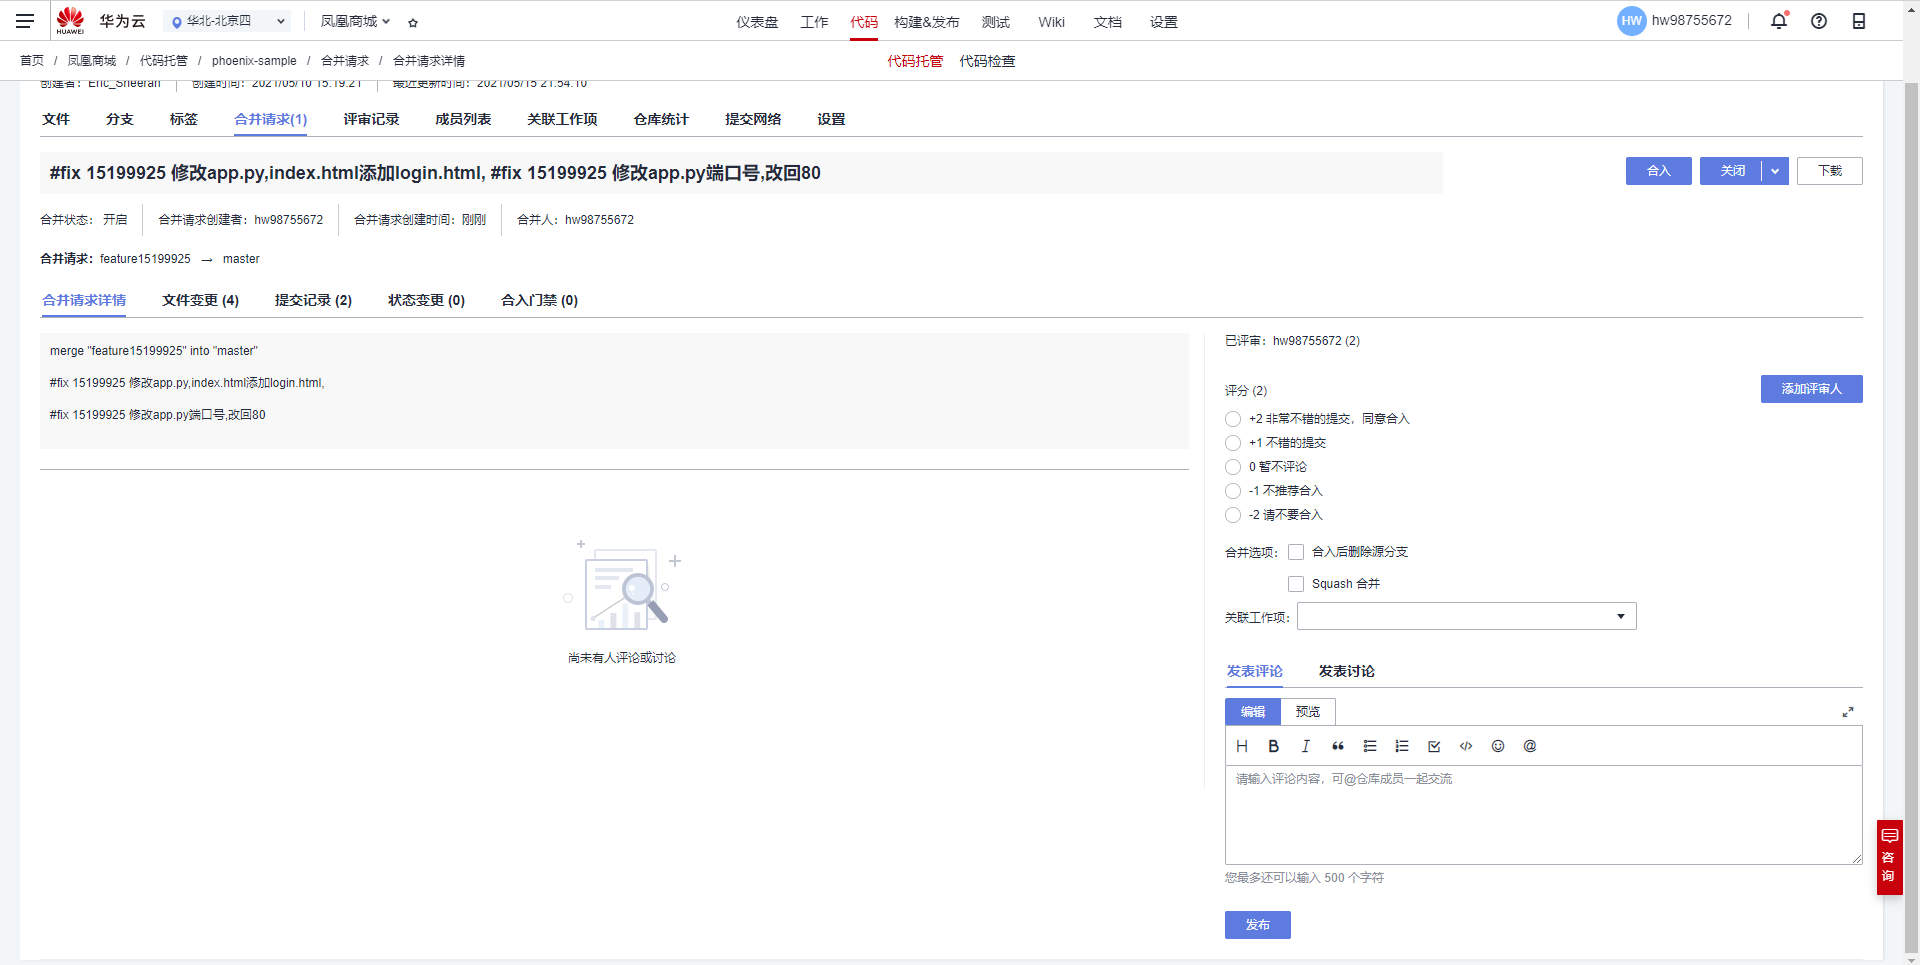 HUAWEI 华为云 华北-北京四 凤凰商城 仪表盘 工作 代码 构建&发布 测试 Wiki 文档 设置 HW hw98755672
首页 / 凤凰商城 / 代码托管 / phoenix-sample / 合并请求 / 合并请求详情 代码托管 代码检查
创建者：Eric_Sheeran 创建时间：2021/05/10 15:19:21 最近更新时间：2021/05/15 21:54:10
文件 分支 标签 合并请求(1) 评审记录 成员列表 关联工作项 仓库统计 提交网络 设置
#fix 15199925 修改app.py,index.html添加login.html, #fix 15199925 修改app.py端口号,改回80 合入 关闭 下载
合并状态： 开启 合并请求创建者：hw98755672 合并请求创建时间：刚刚 合并人：hw98755672
合并请求：feature15199925 → master
合并请求详情 文件变更 (4) 提交记录 (2) 状态变更 (0) 合入门禁 (0)
merge "feature15199925" into "master"
#fix 15199925 修改app.py,index.html添加login.html,
#fix 15199925 修改app.py端口号,改回80
尚未有人评论或讨论
已评审：hw98755672 (2)
评分 (2) 添加评审人
+2 非常不错的提交，同意合入
+1 不错的提交
0 暂不评论
-1 不推荐合入
-2 请不要合入
合并选项： 合入后删除源分支
Squash 合并
关联工作项：
发表评论 发表讨论
编辑 预览
H B I “ </> @
请输入评论内容，可@仓库成员一起交流
您最多还可以输入 500 个字符
发布
咨询